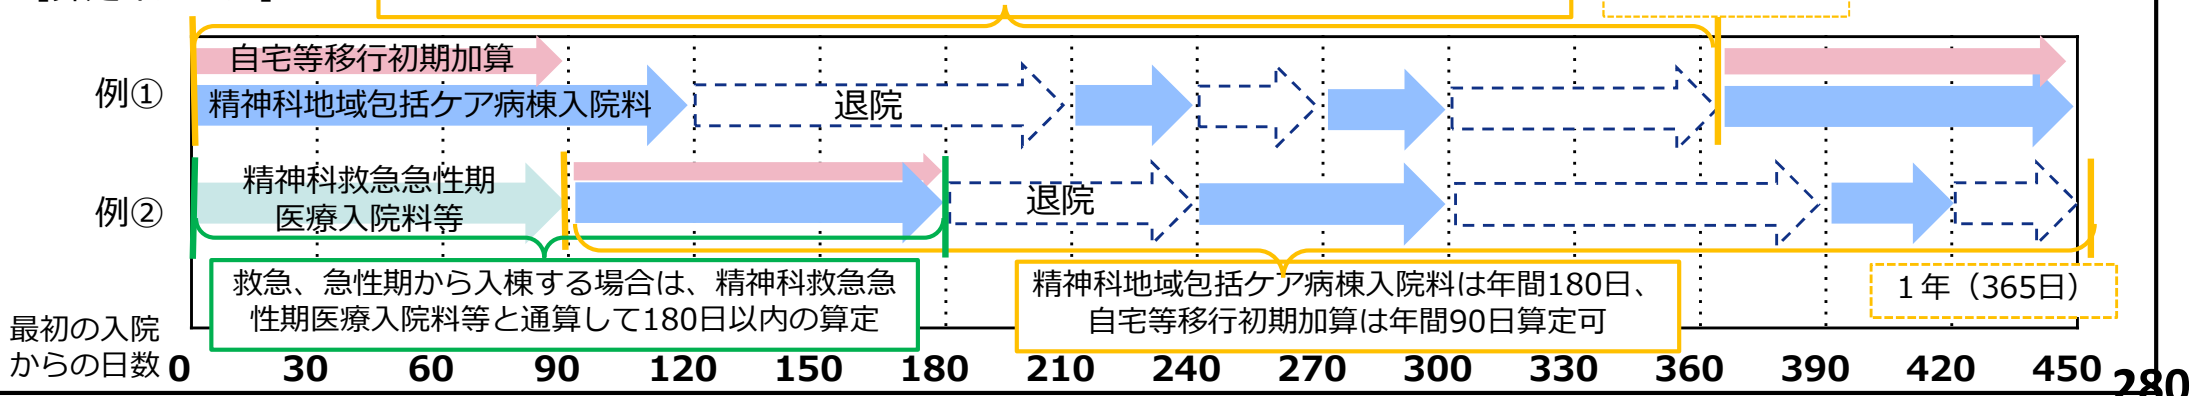 自宅等移行初期加算
例①
精神科地域包括ケア病棟入院料
退院
例②
精神科救急急性期
医療入院料等
退院
救急、急性期から入棟する場合は、精神科救急急
性期医療入院料等と通算して180日以内の算定
精神科地域包括ケア病棟入院料は年間180日、
自宅等移行初期加算は年間90日算定可
１年（365日）
最初の入院
からの日数
0 30 60 90 120 150 180 210 240 270 300 330 360 390 420 450
280